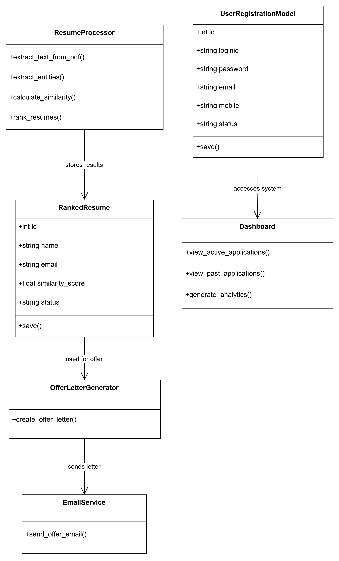 ResumeProcessor
+extract_text_from_pdf()
+extract_entities()
+calculate_similarity()
+rank_resumes()
stores results
RankedResume
+int id
+string name
+string email
+float similarity_score
+string status
+save()
used for offer
OfferLetterGenerator
+create_offer_letter()
sends letter
EmailService
+send_offer_email()
UserRegistrationModel
+int id
+string loginid
+string password
+string email
+string mobile
+string status
+save()
accesses system
Dashboard
+view_active_applications()
+view_past_applications()
+generate_analytics()